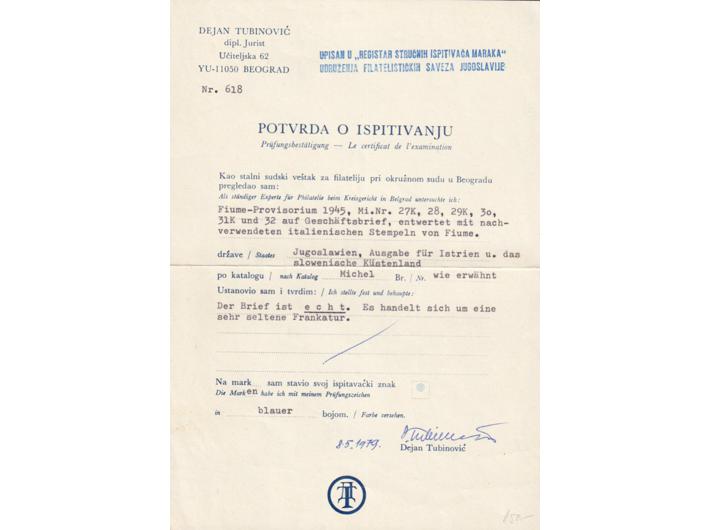 DEJAN TUBINOVIĆ
dipl. Jurist
Učiteljska 62
YU-11050 BEOGRAD
UPISAN U „REGISTAR STRUČNIH ISPITIVAČA MARAKA"
UDRUŽENJA FILATELISTIČKIH SAVEZA JUGOSLAVIJE
Nr. 618
POTVRDA O ISPITIVANJU
Prüfungsbestätigung — Le certificat de l'examination
Kao stalni sudski veštak za filateliju pri okružnom sudu u Beogradu
pregledao sam:
Als ständiger Experte für Philatelie beim Kreisgericht in Belgrad untersuchte ich:
Fiume-Provisorium 1945, Mi.Nr. 27K, 28, 29K, 30,
31K und 32 auf Geschäftsbrief, entwertet mit nach-
verwendeten italienischen Stempeln von Fiume.
države / Staates Jugoslawien, Ausgabe für Istrien u. das
slowenische Küstenland
po katalogu / nach Katalog Michel Br. / Nr. wie erwähnt
Ustanovio sam i tvrdim: / Ich stellte fest und behaupte:
Der Brief ist e c h t. Es handelt sich um eine
sehr seltene Frankatur.
Na mark sam stavio svoj ispitavački znak
Die Marken habe ich mit meinem Prüfungszeichen
in blauer bojom. / Farbe versehen.
8.5.1979.
Dejan Tubinović